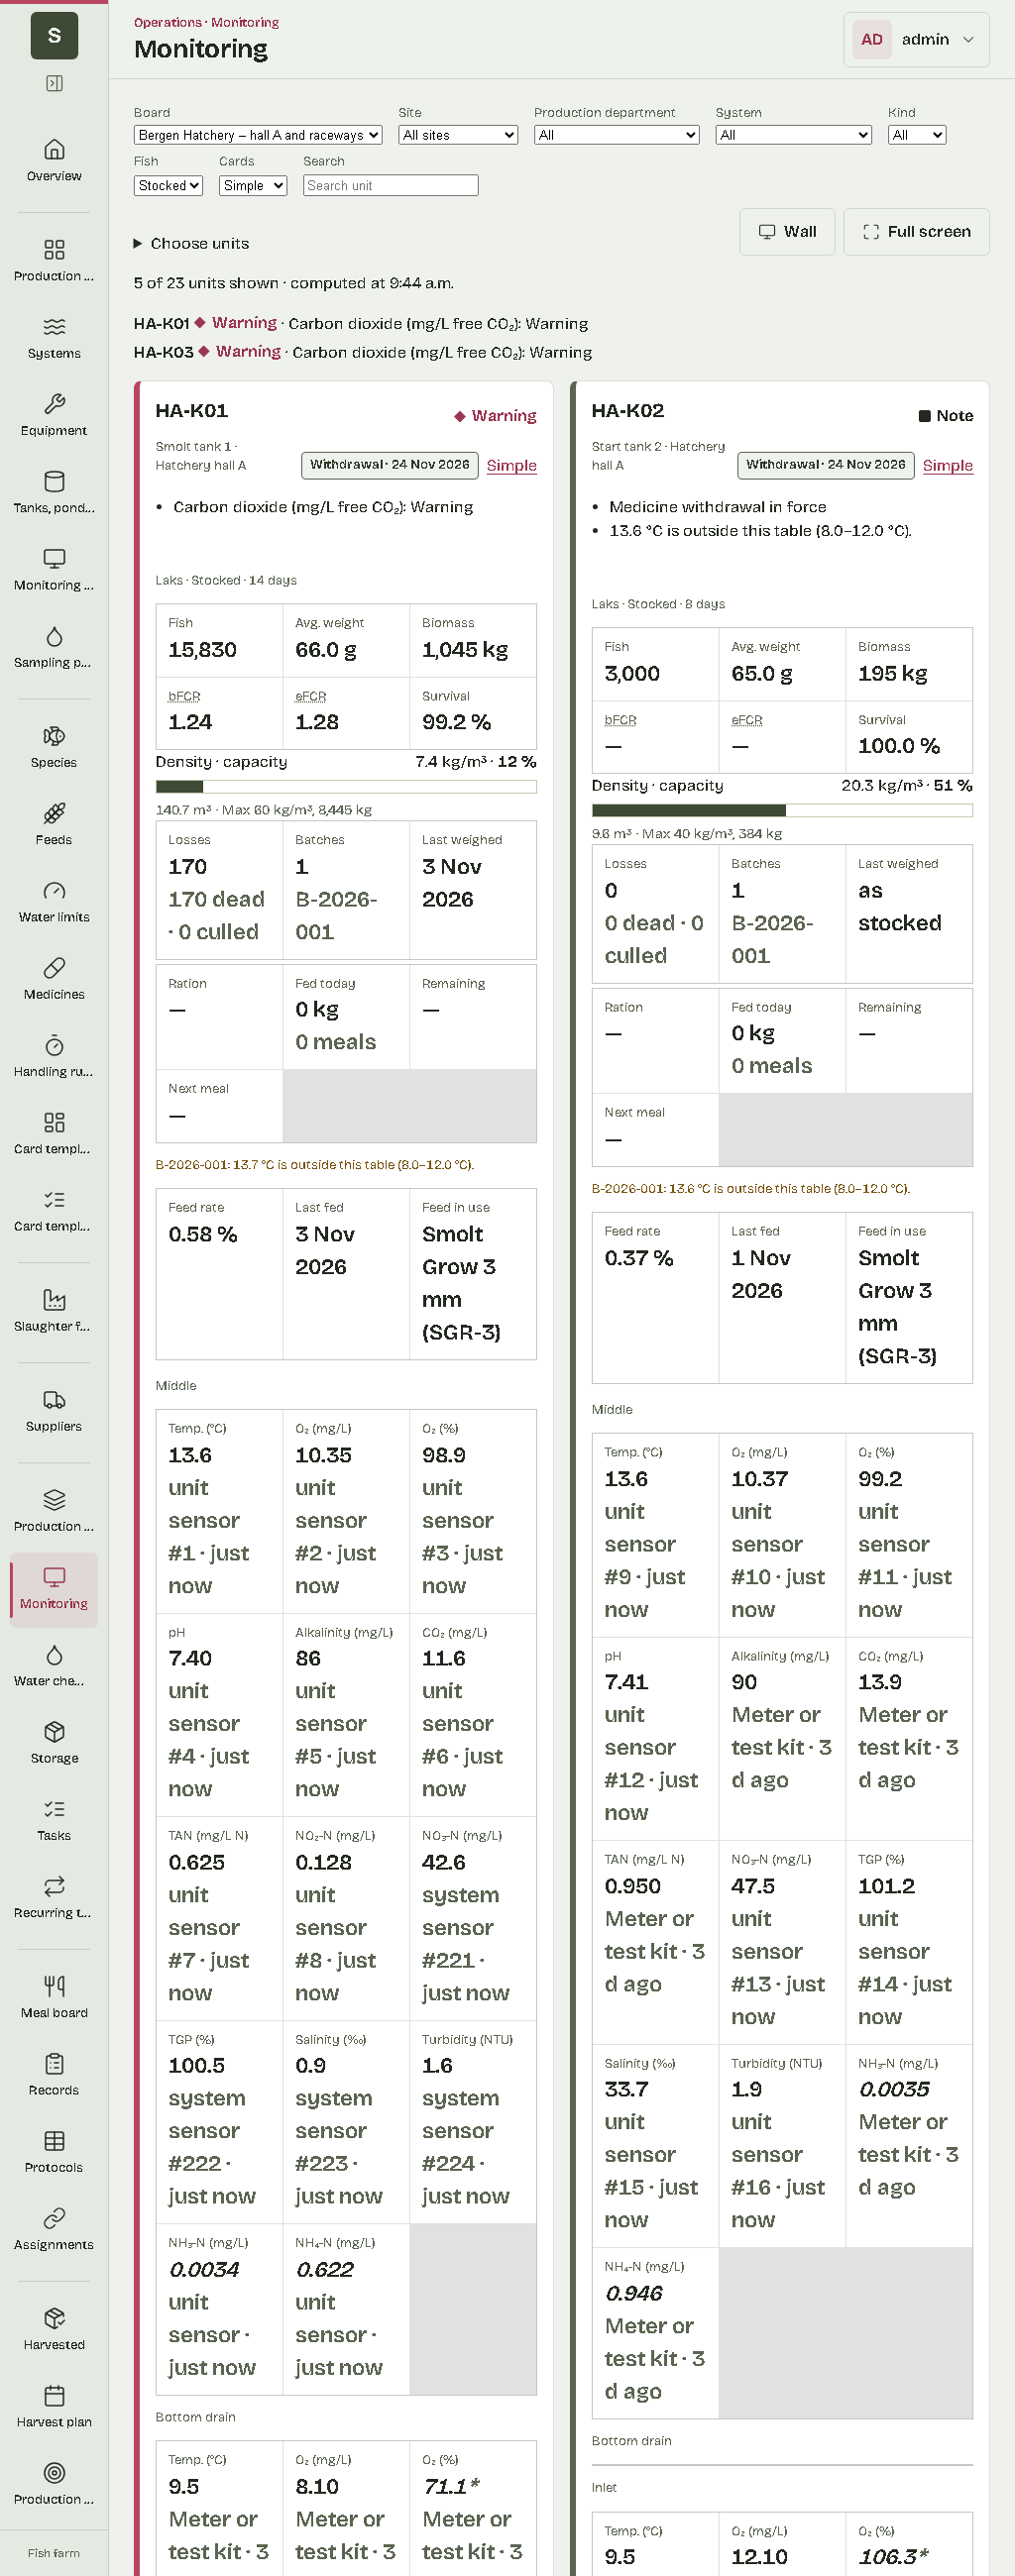 S
Operations · Monitoring
Monitoring
AD admin
Overview
Production ...
Systems
Equipment
Tanks, pond...
Monitoring ...
Sampling p...
Species
Feeds
Water limits
Medicines
Handling ru...
Card templ...
Card templ...
Slaughter f...
Suppliers
Production ...
Monitoring
Water che...
Storage
Tasks
Recurring t...
Meal board
Records
Protocols
Assignments
Harvested
Harvest plan
Production ...
Fish farm
Board
Bergen Hatchery – hall A and raceways
Site
All sites
Production department
All
System
All
Kind
All
Fish
Stocked
Cards
Simple
Search
Search unit
Choose units
Wall
Full screen
5 of 23 units shown · computed at 9:44 a.m.
HA-K01 ◆ Warning · Carbon dioxide (mg/L free CO₂): Warning
HA-K03 ◆ Warning · Carbon dioxide (mg/L free CO₂): Warning
HA-K01
◆ Warning
Smolt tank 1 ·
Hatchery hall A
Withdrawal · 24 Nov 2026
Simple
• Carbon dioxide (mg/L free CO₂): Warning
Laks · Stocked · 14 days
Fish
15,830
Avg. weight
66.0 g
Biomass
1,045 kg
bFCR
1.24
eFCR
1.28
Survival
99.2 %
Density · capacity
7.4 kg/m³ · 12 %
140.7 m³ · Max 60 kg/m³, 8,445 kg
Losses
170
170 dead
· 0 culled
Batches
1
B-2026-
001
Last weighed
3 Nov
2026
Ration
—
Fed today
0 kg
0 meals
Remaining
—
Next meal
—
B-2026-001: 13.7 °C is outside this table (8.0–12.0 °C).
Feed rate
0.58 %
Last fed
3 Nov
2026
Feed in use
Smolt
Grow 3
mm
(SGR-3)
Middle
Temp. (°C)
13.6
unit
sensor
#1 · just
now
O₂ (mg/L)
10.35
unit
sensor
#2 · just
now
O₂ (%)
98.9
unit
sensor
#3 · just
now
pH
7.40
unit
sensor
#4 · just
now
Alkalinity (mg/L)
86
unit
sensor
#5 · just
now
CO₂ (mg/L)
11.6
unit
sensor
#6 · just
now
TAN (mg/L N)
0.625
unit
sensor
#7 · just
now
NO₂-N (mg/L)
0.128
unit
sensor
#8 · just
now
NO₃-N (mg/L)
42.6
system
sensor
#221 ·
just now
TGP (%)
100.5
system
sensor
#222 ·
just now
Salinity (‰)
0.9
system
sensor
#223 ·
just now
Turbidity (NTU)
1.6
system
sensor
#224 ·
just now
NH₃-N (mg/L)
0.0034
unit
sensor ·
just now
NH₄-N (mg/L)
0.622
unit
sensor ·
just now
Bottom drain
Temp. (°C)
9.5
Meter or
test kit · 3
O₂ (mg/L)
8.10
Meter or
test kit · 3
O₂ (%)
71.1*
Meter or
test kit · 3
HA-K02
■ Note
Start tank 2 · Hatchery
hall A
Withdrawal · 24 Nov 2026
Simple
• Medicine withdrawal in force
• 13.6 °C is outside this table (8.0–12.0 °C).
Laks · Stocked · 8 days
Fish
3,000
Avg. weight
65.0 g
Biomass
195 kg
bFCR
—
eFCR
—
Survival
100.0 %
Density · capacity
20.3 kg/m³ · 51 %
9.6 m³ · Max 40 kg/m³, 384 kg
Losses
0
0 dead · 0
culled
Batches
1
B-2026-
001
Last weighed
as
stocked
Ration
—
Fed today
0 kg
0 meals
Remaining
—
Next meal
—
B-2026-001: 13.6 °C is outside this table (8.0–12.0 °C).
Feed rate
0.37 %
Last fed
1 Nov
2026
Feed in use
Smolt
Grow 3
mm
(SGR-3)
Middle
Temp. (°C)
13.6
unit
sensor
#9 · just
now
O₂ (mg/L)
10.37
unit
sensor
#10 · just
now
O₂ (%)
99.2
unit
sensor
#11 · just
now
pH
7.41
unit
sensor
#12 · just
now
Alkalinity (mg/L)
90
Meter or
test kit · 3
d ago
CO₂ (mg/L)
13.9
Meter or
test kit · 3
d ago
TAN (mg/L N)
0.950
Meter or
test kit · 3
d ago
NO₃-N (mg/L)
47.5
unit
sensor
#13 · just
now
TGP (%)
101.2
unit
sensor
#14 · just
now
Salinity (‰)
33.7
unit
sensor
#15 · just
now
Turbidity (NTU)
1.9
unit
sensor
#16 · just
now
NH₃-N (mg/L)
0.0035
Meter or
test kit · 3
d ago
NH₄-N (mg/L)
0.946
Meter or
test kit · 3
d ago
Bottom drain
Inlet
Temp. (°C)
9.5
O₂ (mg/L)
12.10
O₂ (%)
106.3*